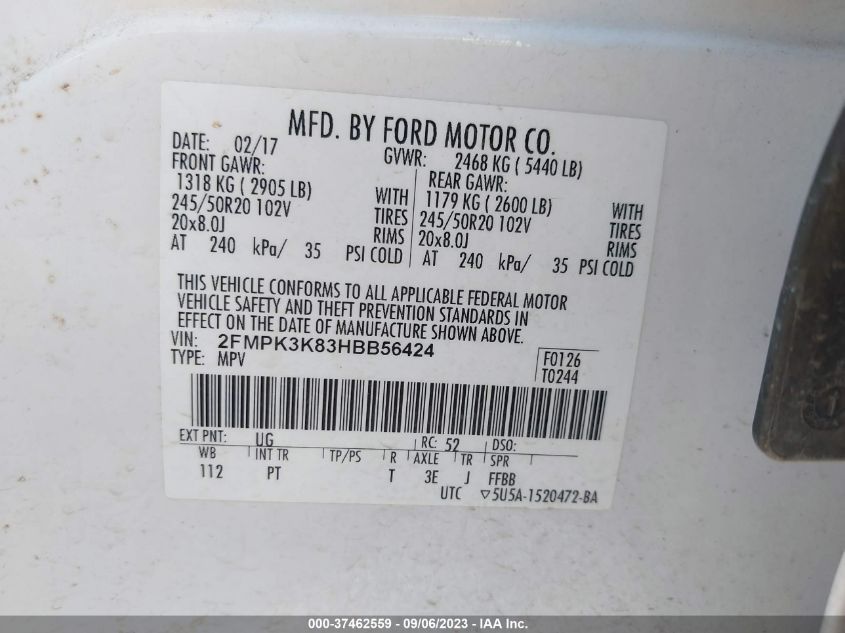 MFD. BY FORD MOTOR CO.
DATE: 02/17 GVWR: 2468 KG ( 5440 LB)
FRONT GAWR: REAR GAWR:
1318 KG ( 2905 LB) WITH 1179 KG ( 2600 LB) WITH
245/50R20 102V TIRES 245/50R20 102V TIRES
20x8.0J RIMS 20x8.0J RIMS
AT 240 kPa/ 35 PSI COLD AT 240 kPa/ 35 PSI COLD
THIS VEHICLE CONFORMS TO ALL APPLICABLE FEDERAL MOTOR
VEHICLE SAFETY AND THEFT PREVENTION STANDARDS IN
EFFECT ON THE DATE OF MANUFACTURE SHOWN ABOVE.
VIN: 2FMPK3K83HBB56424 F0126
TYPE: MPV T0244
EXT PNT: UG RC: 52 DSO:
WB INT TR TP/PS R AXLE TR SPR
112 PT T 3E J FFBB
UTC ▽5U5A-1520472-BA
000-37462559 - 09/06/2023 - IAA Inc.